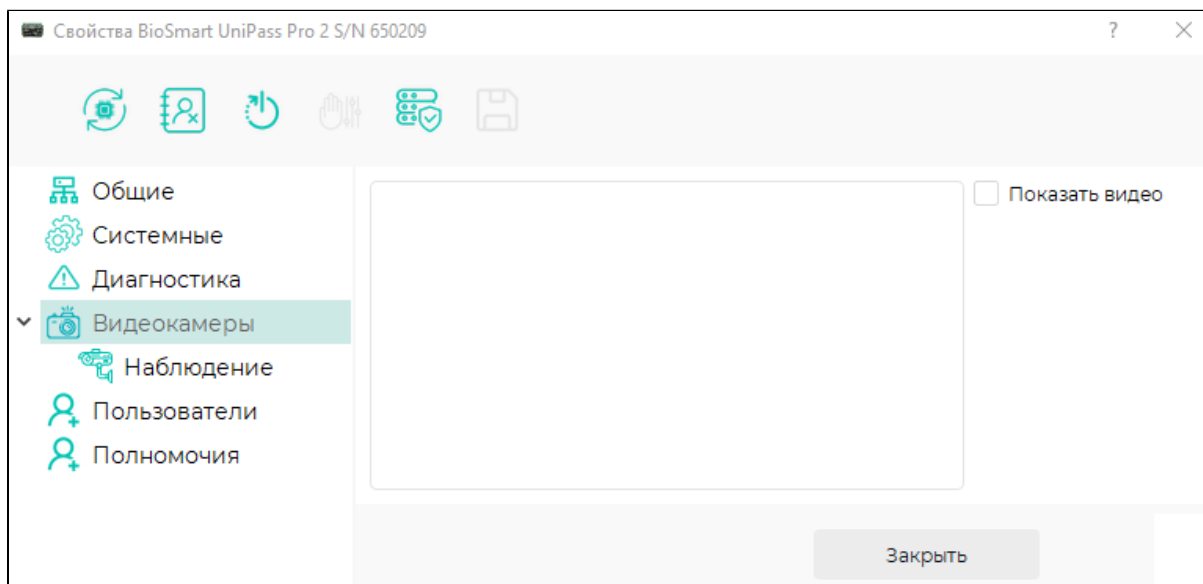 Свойства BioSmart UniPass Pro 2 S/N 650209
?
Общие
Показать видео
Системные
Диагностика
Видеокамеры
Наблюдение
Пользователи
Полномочия
Закрыть